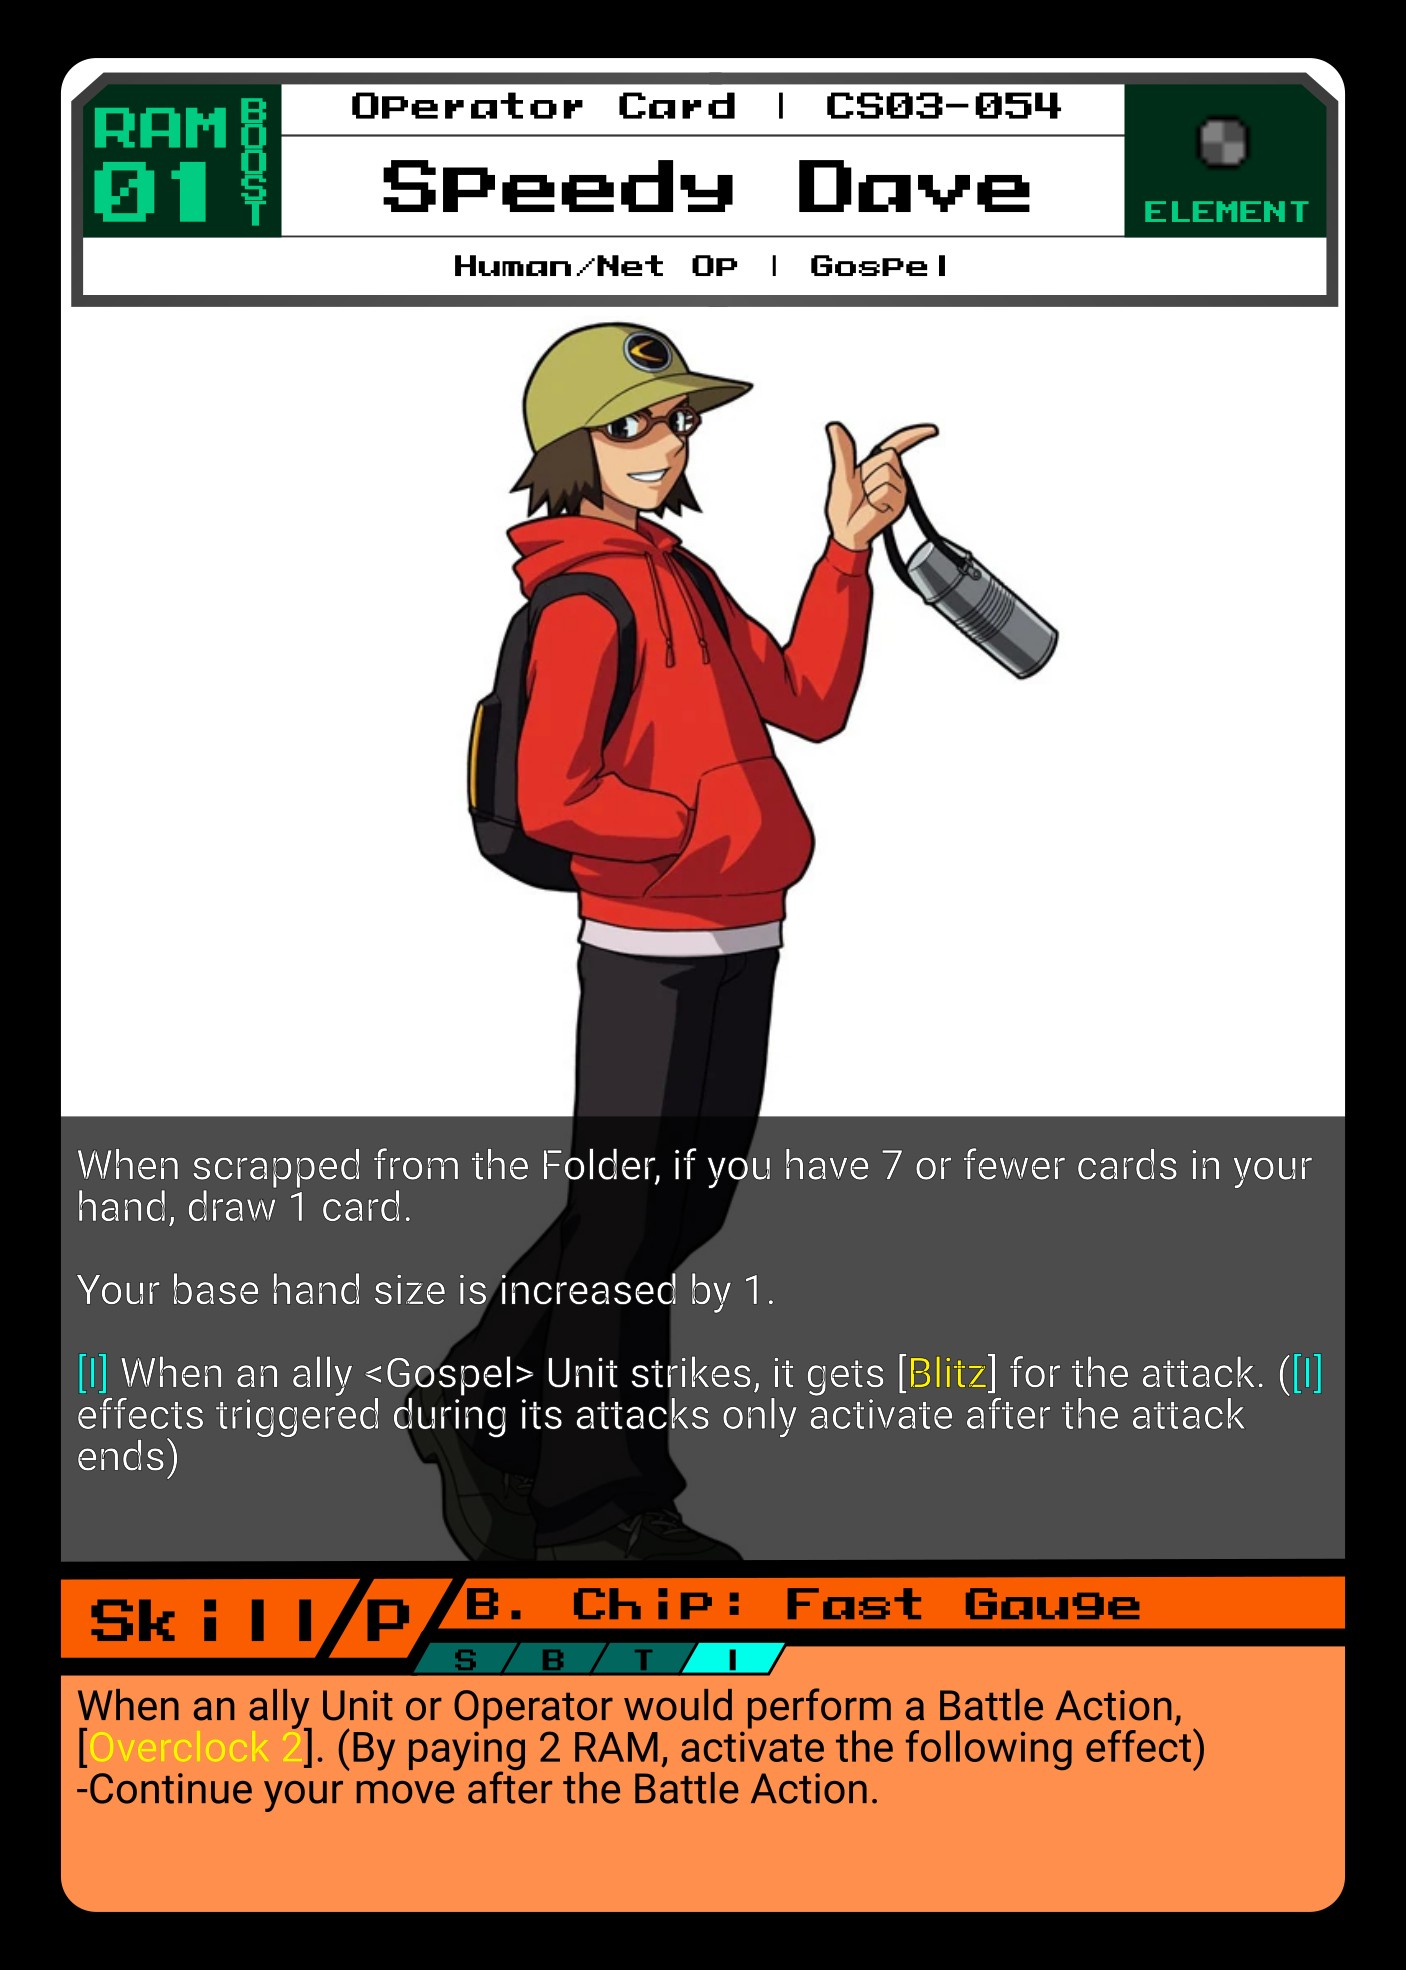 RAM BOOST
01
Operator Card | CS03-054
Speedy Dave
ELEMENT
Human/Net Op | Gospel
When scrapped from the Folder, if you have 7 or fewer cards in your
hand, draw 1 card.
Your base hand size is increased by 1.
[I] When an ally <Gospel> Unit strikes, it gets [Blitz] for the attack. ([I]
effects triggered during its attacks only activate after the attack
ends)
Skill/P
B. Chip: Fast Gauge
S / B / T / I
When an ally Unit or Operator would perform a Battle Action,
[Overclock 2]. (By paying 2 RAM, activate the following effect)
-Continue your move after the Battle Action.